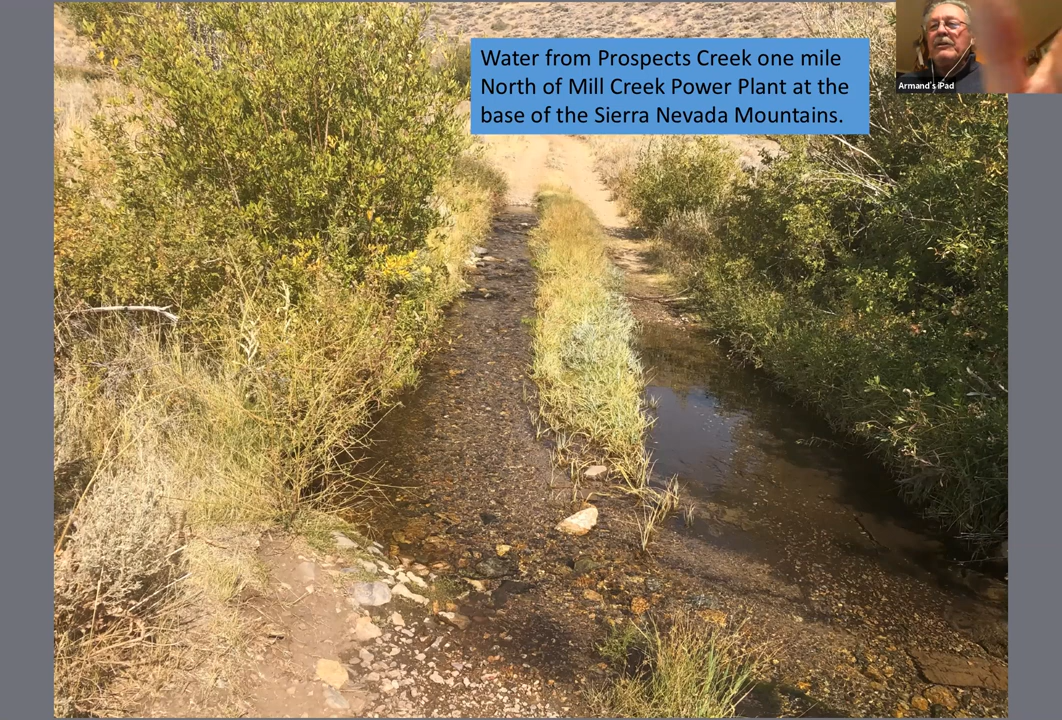 Water from Prospects Creek one mile
North of Mill Creek Power Plant at the
base of the Sierra Nevada Mountains.
Armand's iPad